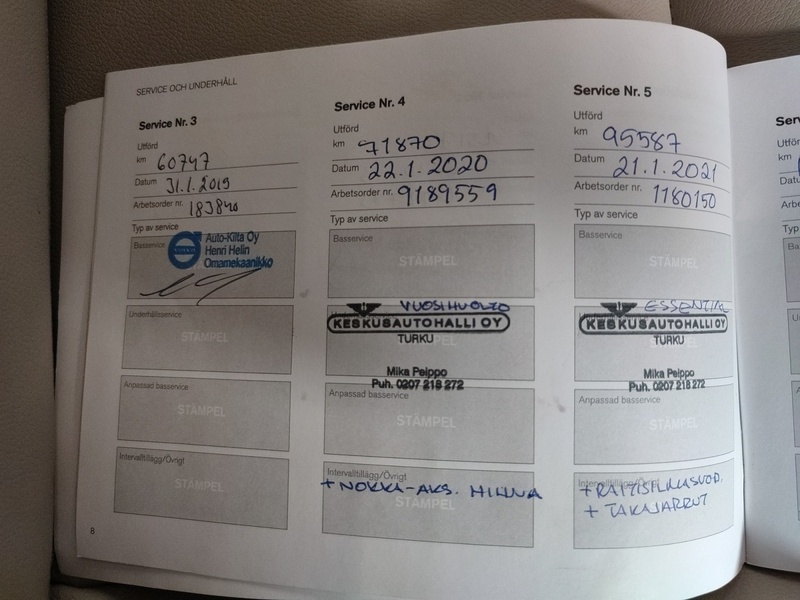 SERVICE OCH UNDERHÅLL
Service Nr. 3
Utförd
km 60747
Datum 31.1.2019
Arbetsorder nr. 183840
Typ av service
Basservice
Auto-Kilta Oy
Henri Helin
Omamekaanikko
Underhållsservice
STÄMPEL
Anpassad basservice
STÄMPEL
Intervalltillägg/Övrigt
STÄMPEL
8
Service Nr. 4
Utförd
km 71870
Datum 22.1.2020
Arbetsorder nr. 9189559
Typ av service
Basservice
STÄMPEL
VUOSIHUOLTO
KESKUSAUTOHALLI OY
TURKU
Mika Peippo
Puh. 0207 218 272
Anpassad basservice
STÄMPEL
Intervalltillägg/Övrigt
+ NOKKA-AKS. HIHNA
STÄMPEL
Service Nr. 5
Utförd
km 95587
Datum 21.1.2021
Arbetsorder nr. 1180150
Typ av service
Basservice
STÄMPEL
ESSENTIAL
KESKUSAUTOHALLI OY
TURKU
Mika Peippo
Puh. 0207 218 272
Anpassad basservice
STÄMPEL
Intervalltillägg/Övrigt
+ RAITISILMASUOD.
+ TAKAJARRUT
km